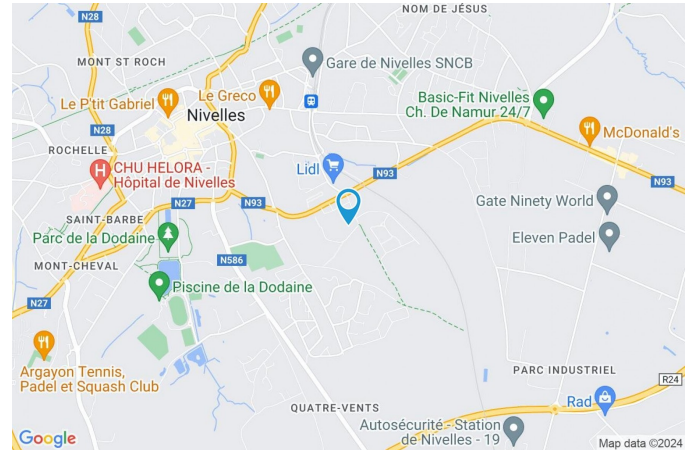 NOM DE JÉSUS
N28
MONT ST ROCH
Gare de Nivelles SNCB
Le P'tit Gabriel
Le Greco
Basic-Fit Nivelles
Ch. De Namur 24/7
Nivelles
McDonald's
N28
ROCHELLE
CHU HELORA -
Hôpital de Nivelles
Lidl
N93
N93
N27
N93
Gate Ninety World
SAINT-BARBE
Parc de la Dodaine
Eleven Padel
MONT-CHEVAL
N586
Piscine de la Dodaine
N27
Argayon Tennis,
Padel et Squash Club
PARC INDUSTRIEL
R24
Rad
QUATRE-VENTS
Autosécurité - Station
de Nivelles - 19
Google
Map data ©2024